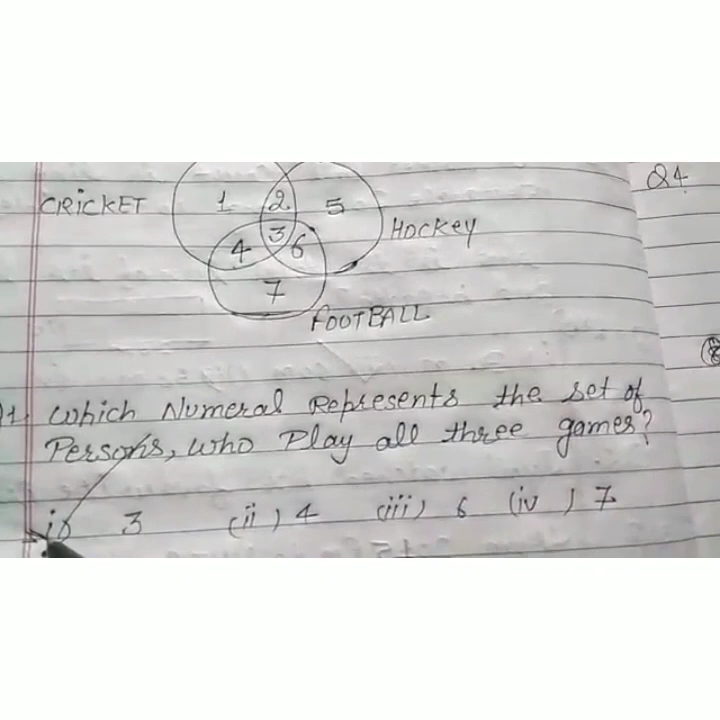 Q4
CRICKET 1 2 5
3 Hockey
4 6
7
FOOTBALL
1. Which Numeral Represents the set of
Persons, who Play all three games?
i) 3 (ii) 4 (iii) 6 (iv) 7